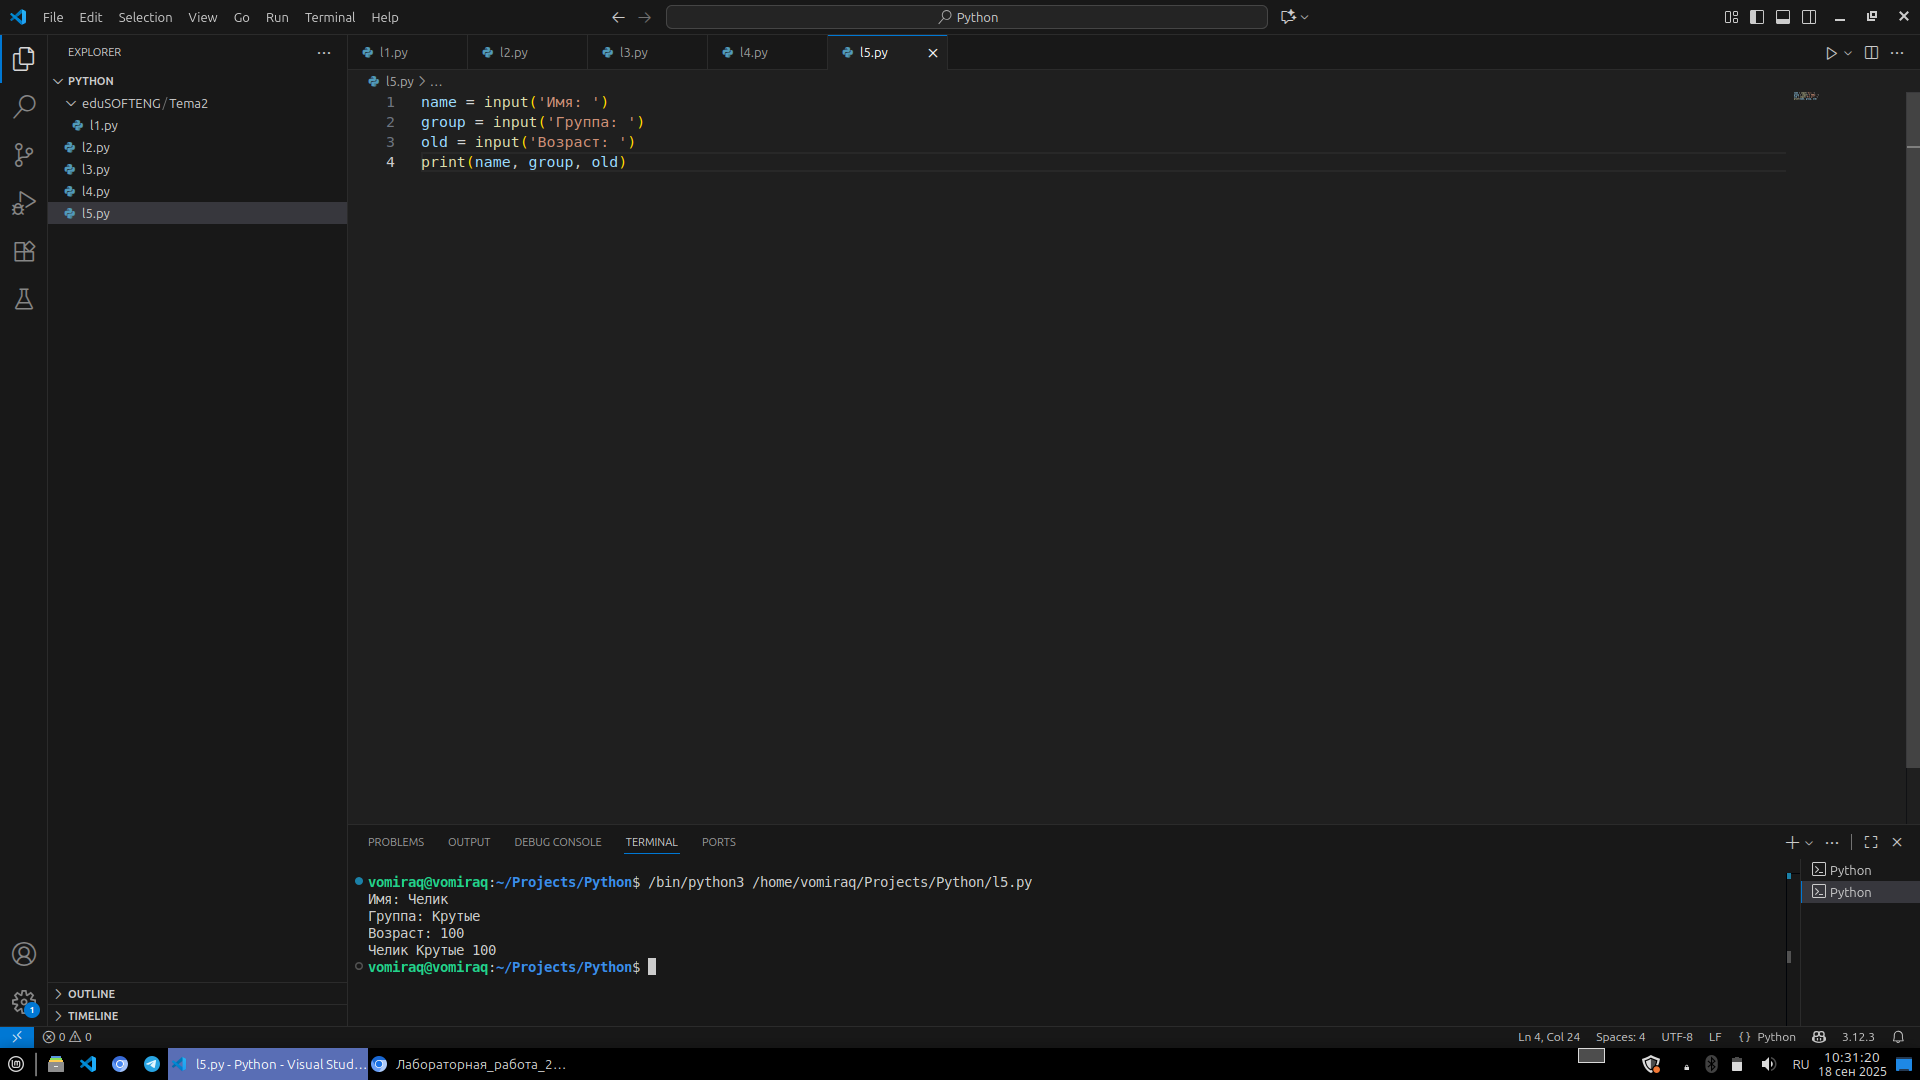 File Edit Selection View Go Run Terminal Help
Python
EXPLORER
PYTHON
eduSOFTENG / Tema2
l1.py
l2.py
l3.py
l4.py
l5.py
l1.py l2.py l3.py l4.py l5.py
l5.py > ...
1 name = input('Имя: ')
2 group = input('Группа: ')
3 old = input('Возраст: ')
4 print(name, group, old)
PROBLEMS OUTPUT DEBUG CONSOLE TERMINAL PORTS
vomiraq@vomiraq:~/Projects/Python$ /bin/python3 /home/vomiraq/Projects/Python/l5.py
Имя: Челик
Группа: Крутые
Возраст: 100
Челик Крутые 100
vomiraq@vomiraq:~/Projects/Python$
Python
Python
OUTLINE
TIMELINE
1
0 0
Ln 4, Col 24 Spaces: 4 UTF-8 LF {} Python 3.12.3
l5.py - Python - Visual Stud...
Лабораторная_работа_2...
RU
10:31:20
18 сен 2025